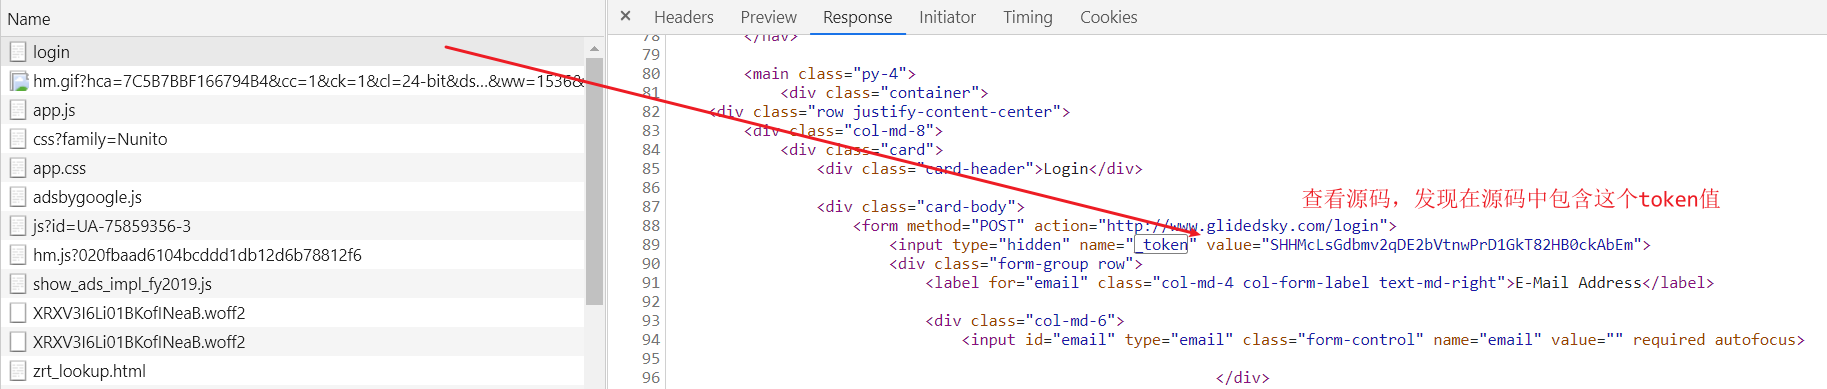 Name
login
hm.gif?hca=7C5B7BBF166794B4&cc=1&ck=1&cl=24-bit&ds...&ww=1536&
app.js
css?family=Nunito
app.css
adsbygoogle.js
js?id=UA-75859356-3
hm.js?020fbaad6104bcddd1db12d6b78812f6
show_ads_impl_fy2019.js
XRXV3I6Li01BKofINeaB.woff2
XRXV3I6Li01BKofINeaB.woff2
zrt_lookup.html
× Headers Preview Response Initiator Timing Cookies
78 </nav>
79
80 <main class="py-4">
81 <div class="container">
82 <div class="row justify-content-center">
83 <div class="col-md-8">
84 <div class="card">
85 <div class="card-header">Login</div>
86
查看源码，发现在源码中包含这个token值
87 <div class="card-body">
88 <form method="POST" action="http://www.glidedsky.com/login">
89 <input type="hidden" name="_token" value="SHHMcLsGdbmv2qDE2bVtnwPrD1GkT82HB0ckAbEm">
90 <div class="form-group row">
91 <label for="email" class="col-md-4 col-form-label text-md-right">E-Mail Address</label>
92
93 <div class="col-md-6">
94 <input id="email" type="email" class="form-control" name="email" value="" required autofocus>
95
96 </div>